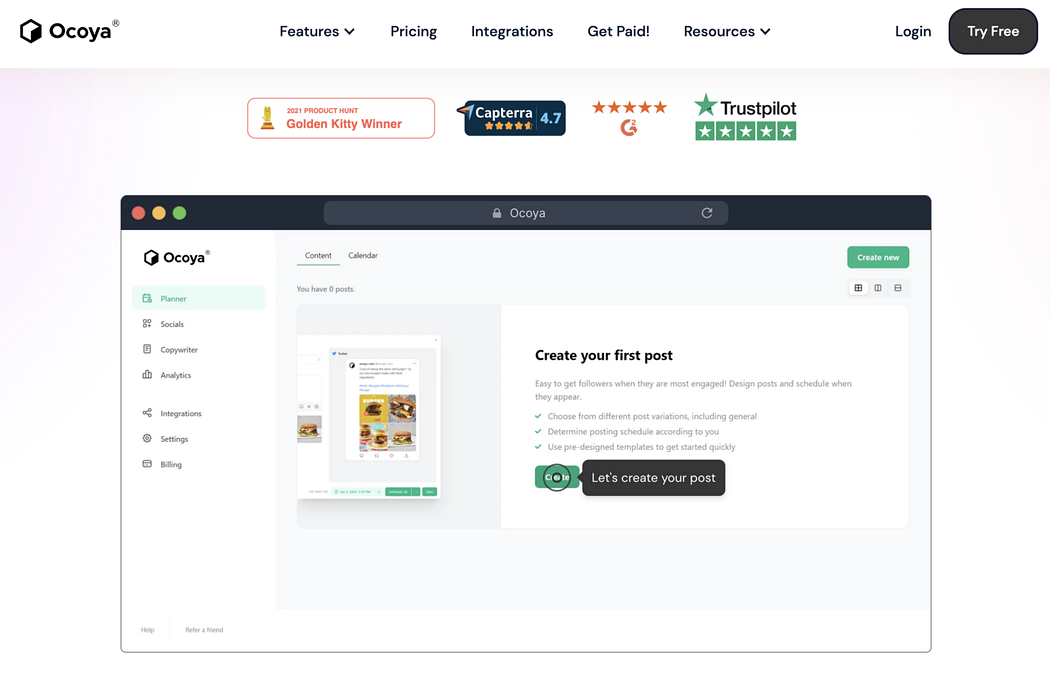 Ocoya®
Features
Pricing
Integrations
Get Paid!
Resources
Login
Try Free
2021 PRODUCT HUNT
Golden Kitty Winner
Capterra
4.7
Trustpilot
Ocoya
Ocoya®
Content
Calendar
Create new
Planner
You have 0 posts.
Socials
Copywriter
Analytics
Integrations
Settings
Billing
Twitter
BURGER
Create your first post
Easy to get followers when they are most engaged! Design posts and schedule when
they appear.
Choose from different post variations, including general
Determine posting schedule according to you
Use pre-designed templates to get started quickly
Create
Let's create your post
Help
Refer a friend